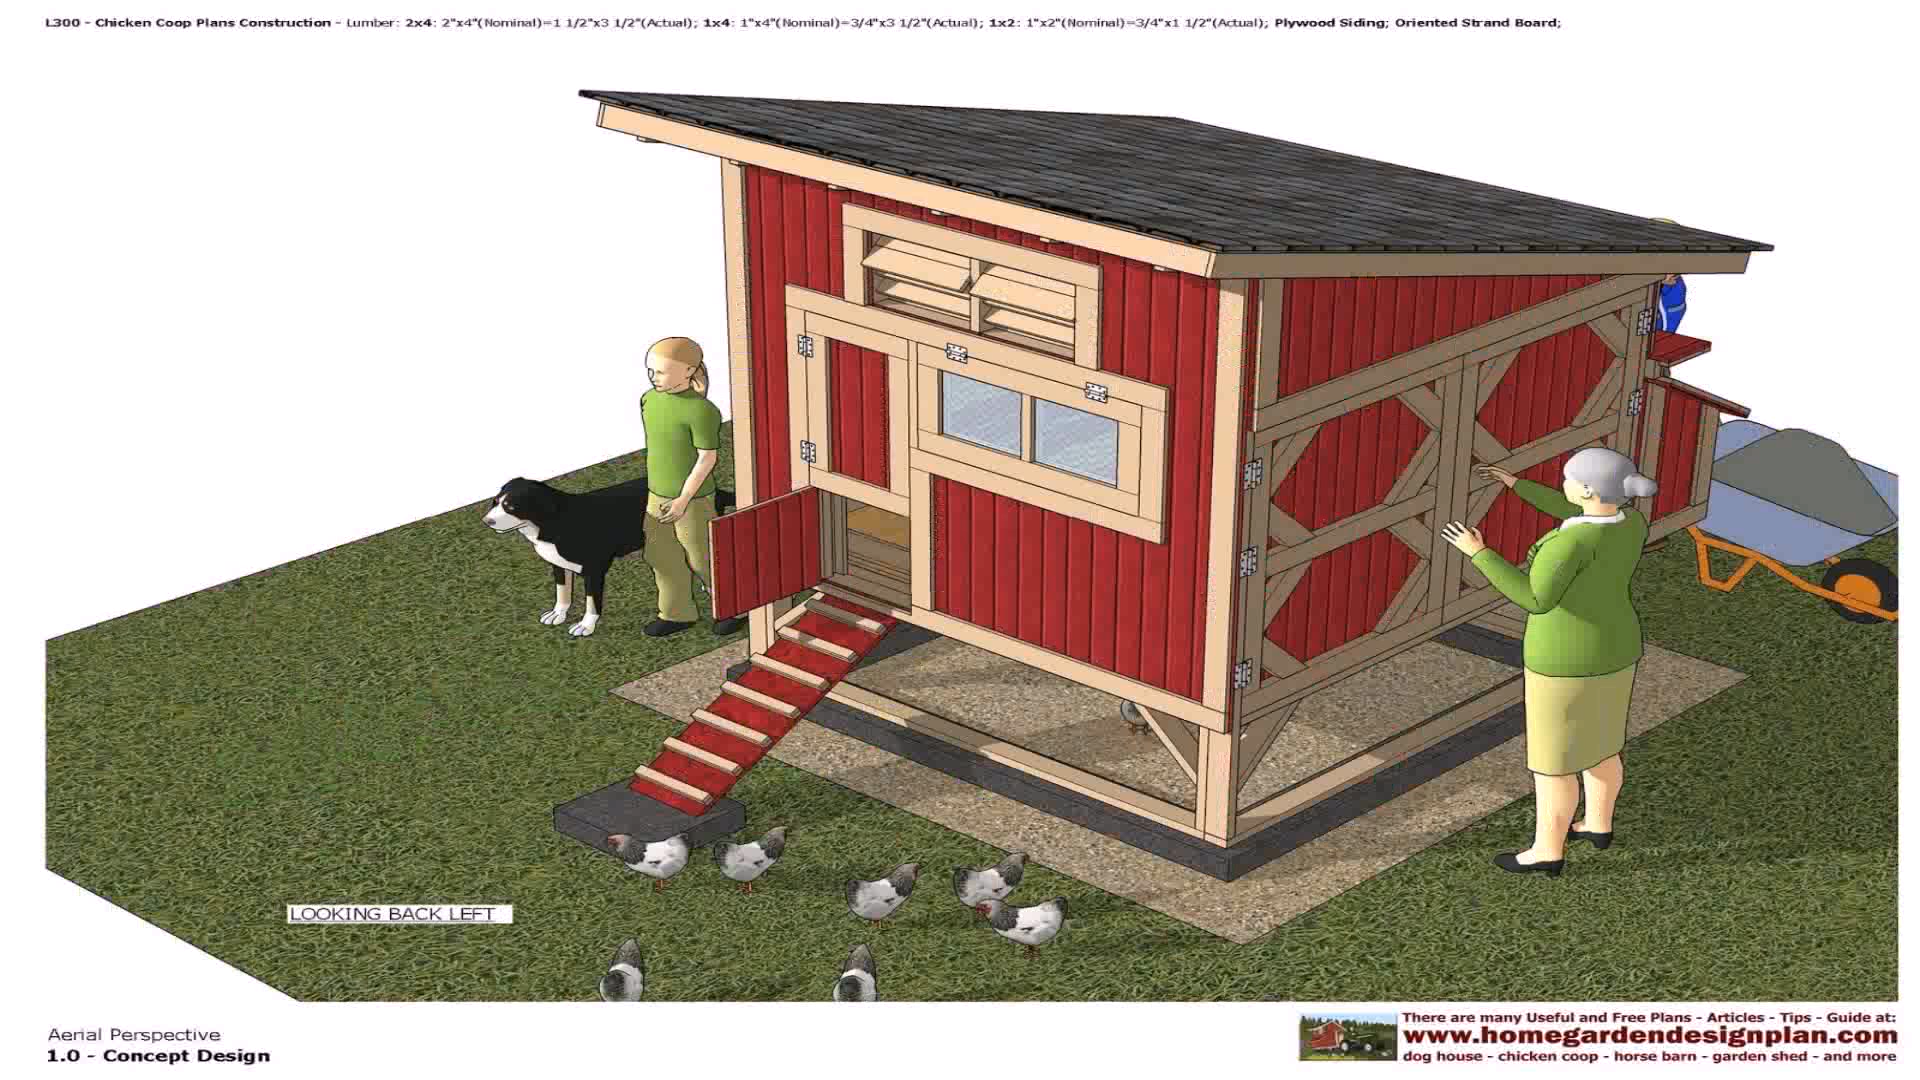 L300 - Chicken Coop Plans Construction - Lumber: 2x4: 2"x4"(Nominal)=1 1/2"x3 1/2"(Actual); 1x4: 1"x4"(Nominal)=3/4"x3 1/2"(Actual); 1x2: 1"x2"(Nominal)=3/4"x1 1/2"(Actual); Plywood Siding; Oriented Strand Board;
LOOKING BACK LEFT
Aerial Perspective
1.0 - Concept Design
There are many Useful and Free Plans - Articles - Tips - Guide at:
www.homegardendesignplan.com
dog house - chicken coop - horse barn - garden shed - and more